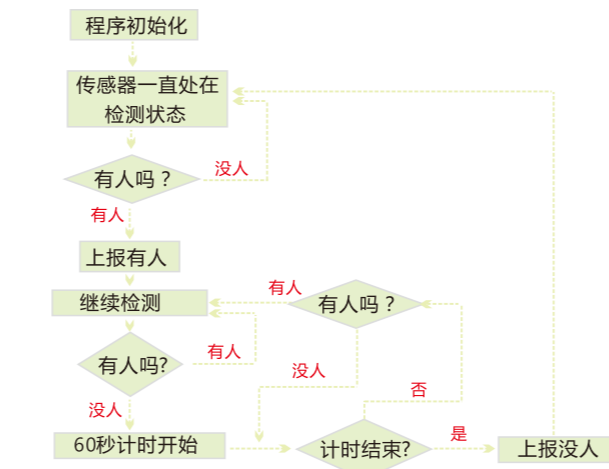 程序初始化
传感器一直处在
检测状态
有人吗？
没人
有人
上报有人
继续检测
有人
有人吗？
有人吗?
有人
没人
没人
否
60秒计时开始
计时结束?
是
上报没人